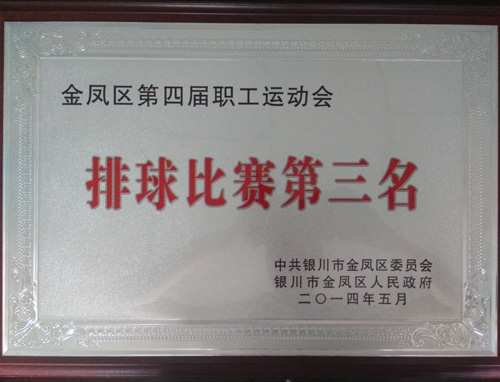 金凤区第四届职工运动会
排球比赛第三名
中共银川市金凤区委员会
银川市金凤区人民政府
二〇一四年五月